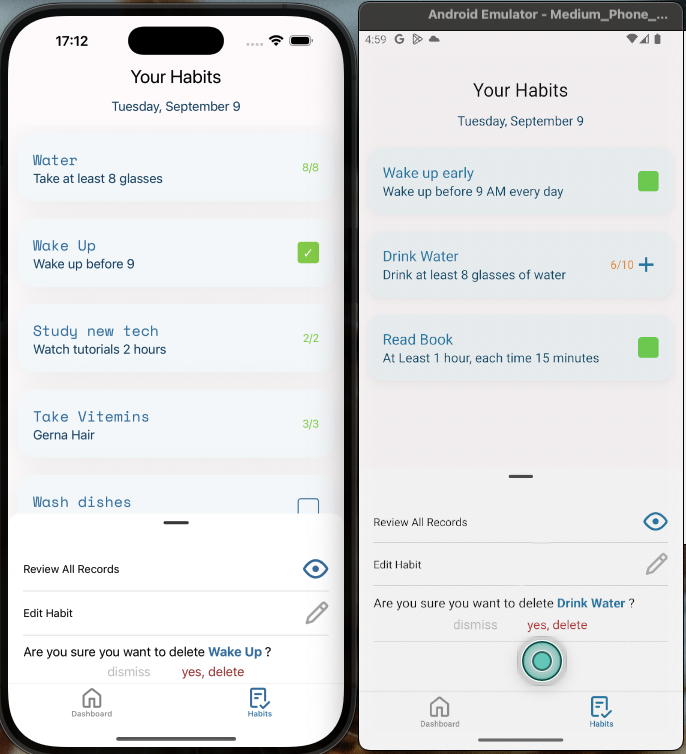 17:12
Your Habits
Tuesday, September 9
Water
Take at least 8 glasses
8/8
Wake Up
Wake up before 9
Study new tech
Watch tutorials 2 hours
2/2
Take Vitemins
Gerna Hair
3/3
Wash dishes
Review All Records
Edit Habit
Are you sure you want to delete Wake Up ?
dismiss yes, delete
Dashboard Habits
Android Emulator - Medium_Phone_...
4:59 G
Your Habits
Tuesday, September 9
Wake up early
Wake up before 9 AM every day
Drink Water
Drink at least 8 glasses of water
6/10
Read Book
At Least 1 hour, each time 15 minutes
Review All Records
Edit Habit
Are you sure you want to delete Drink Water ?
dismiss yes, delete
Dashboard Habits